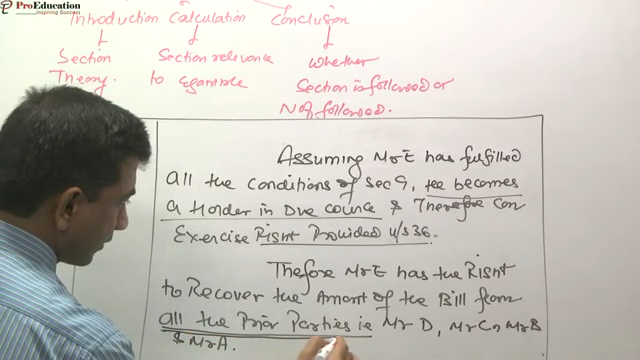 ProEducation
Inspiring Success
Introduction Calculation Conclusion
Section Section relevance Whether
Theory. to Example Section is followed or
Not followed.
Assuming Mr E has fulfilled
all the conditions of Sec 9, he becomes
a Holder in Due Cource & Therefore can
Exercise Right Provided u/s 36.
Therefore Mr E has the Right
to Recover the Amount of the Bill from
all the Prior Parties ie Mr D, Mr C, Mr B
& Mr A.